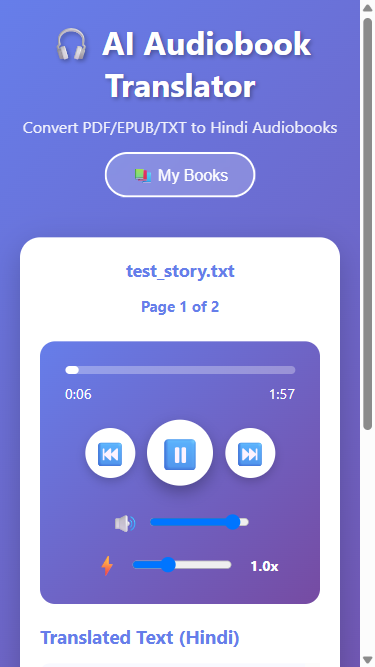 🎧 AI Audiobook
Translator
Convert PDF/EPUB/TXT to Hindi Audiobooks
📚 My Books
test_story.txt
Page 1 of 2
0:06 1:57
⏮️ ⏸️ ⏭️
🔊
⚡ 1.0x
Translated Text (Hindi)